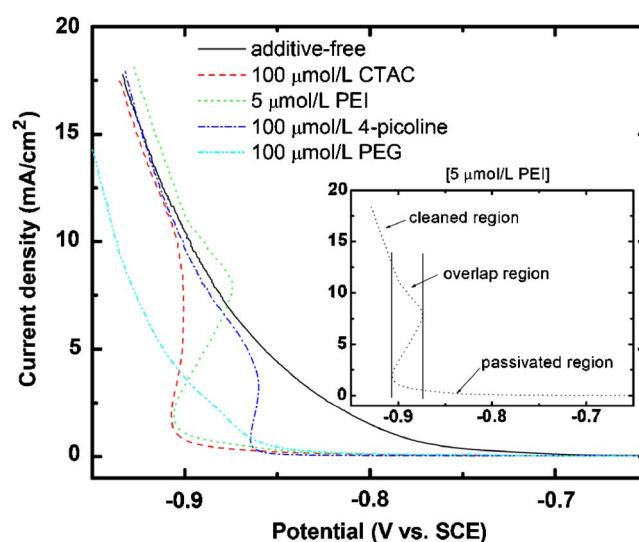 20
15
10
5
0
Current density (mA/cm²)
additive-free
100 μmol/L CTAC
5 μmol/L PEI
100 μmol/L 4-picoline
100 μmol/L PEG
[5 μmol/L PEI]
20
15
10
5
0
cleaned region
overlap region
passivated region
-0.9 -0.8 -0.7
-0.9 -0.8 -0.7
Potential (V vs. SCE)